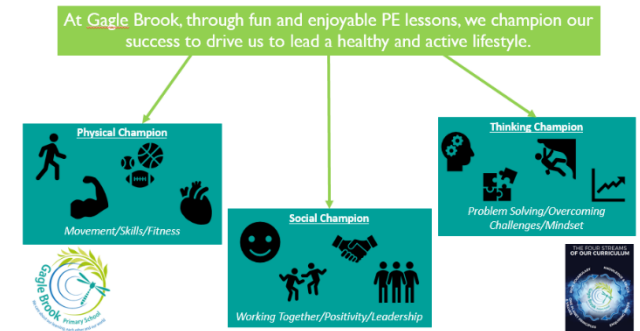 At Gagle Brook, through fun and enjoyable PE lessons, we champion our
success to drive us to lead a healthy and active lifestyle.
Physical Champion
Movement/Skills/Fitness
Social Champion
Working Together/Positivity/Leadership
Thinking Champion
Problem Solving/Overcoming
Challenges/Mindset
Gagle Brook
Primary School
THE FOUR STREAMS
OF OUR CURRICULUM